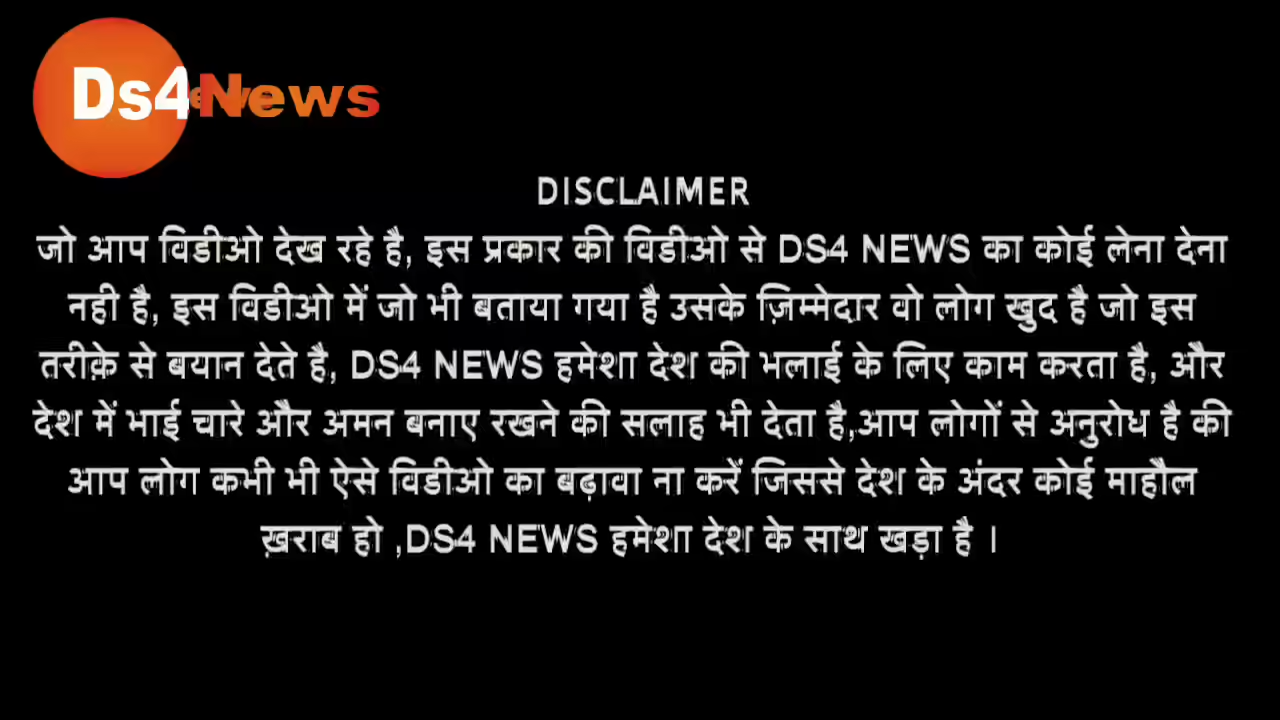 Ds4News
DISCLAIMER
जो आप विडीओ देख रहे है, इस प्रकार की विडीओ से DS4 NEWS का कोई लेना देना
नही है, इस विडीओ में जो भी बताया गया है उसके ज़िम्मेदार वो लोग खुद है जो इस
तरीक़े से बयान देते है, DS4 NEWS हमेशा देश की भलाई के लिए काम करता है, और
देश में भाई चारे और अमन बनाए रखने की सलाह भी देता है,आप लोगों से अनुरोध है की
आप लोग कभी भी ऐसे विडीओ का बढ़ावा ना करें जिससे देश के अंदर कोई माहौल
ख़राब हो ,DS4 NEWS हमेशा देश के साथ खड़ा है ।